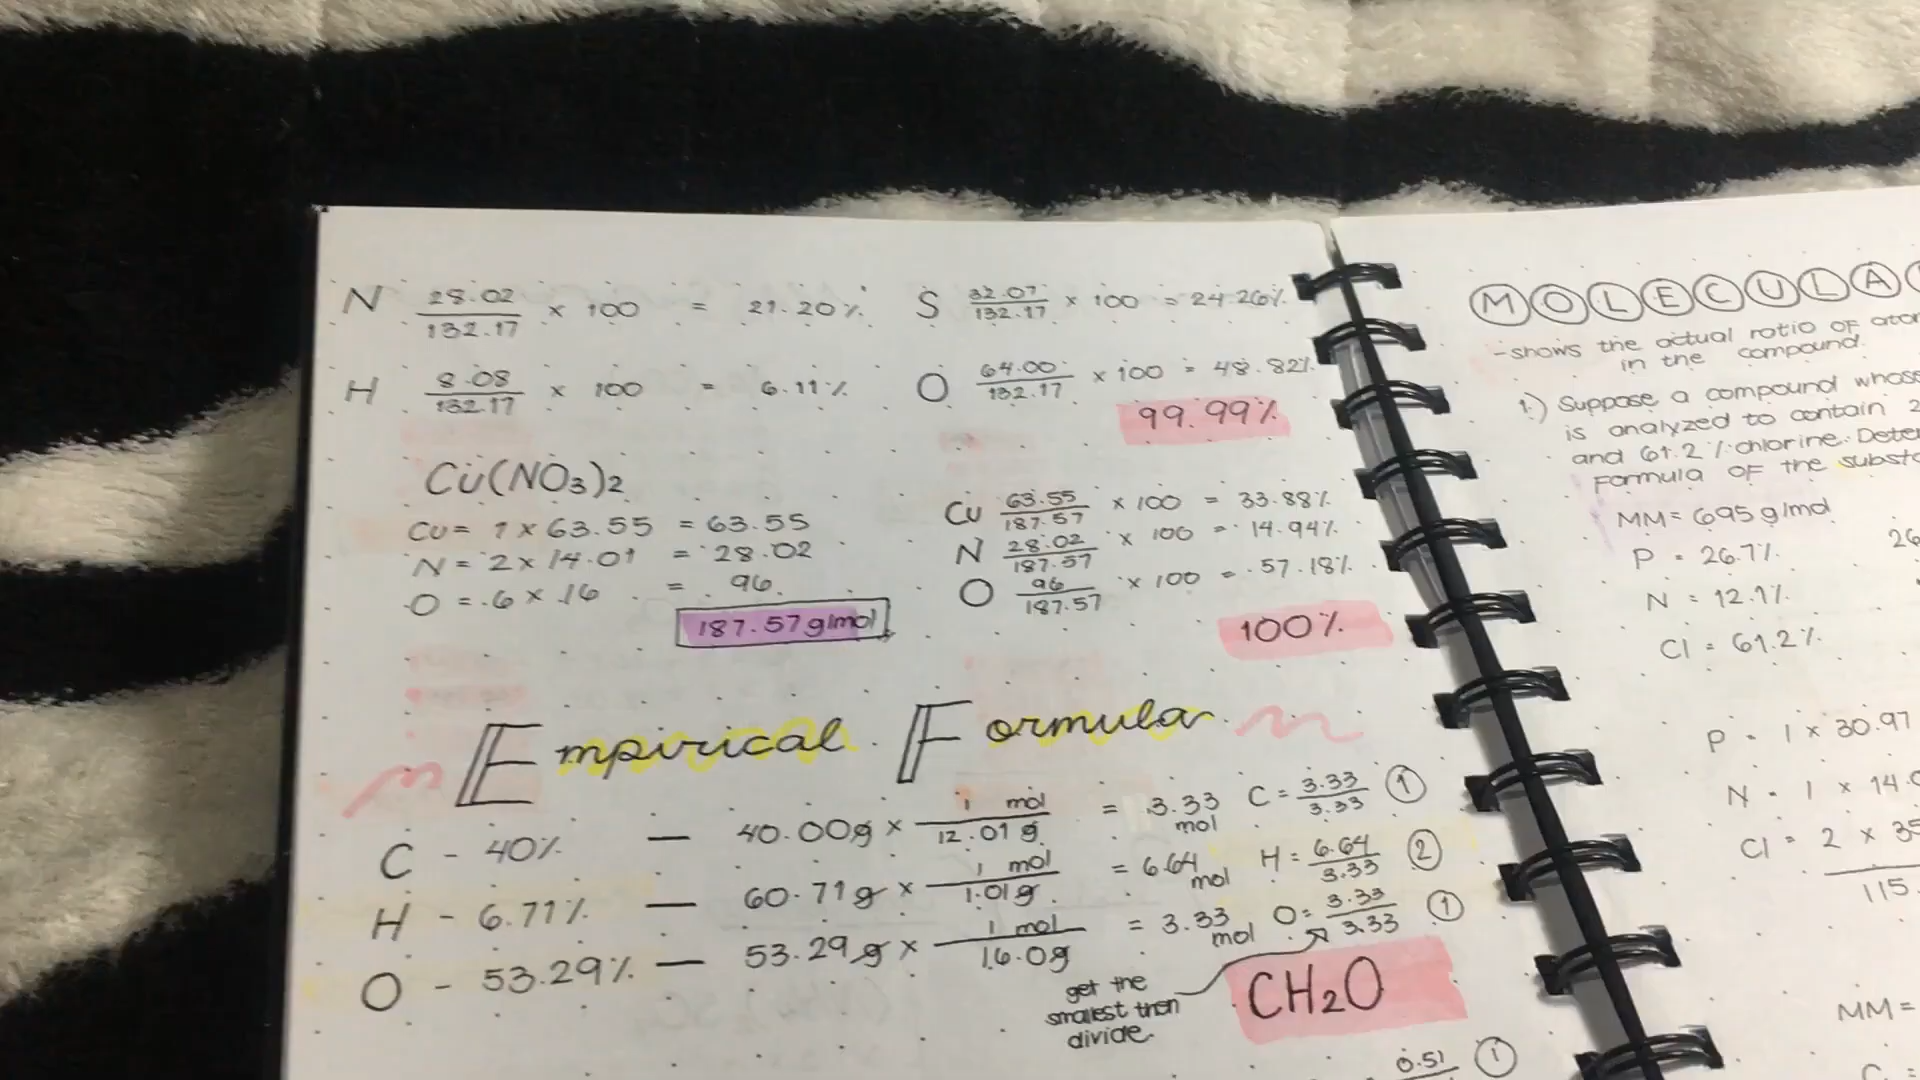 N 28.02/132.17 × 100 = 21.20%
H 8.08/132.17 × 100 = 6.11%
S 32.07/132.17 × 100 = 24.26%
O 64.00/132.17 × 100 = 48.82%
99.99%
Cu(NO3)2
Cu = 1 × 63.55 = 63.55
N = 2 × 14.01 = 28.02
O = 6 × 16 = 96
187.57 g/mol
Cu 63.55/187.57 × 100 = 33.88%
N 28.02/187.57 × 100 = 14.94%
O 96/187.57 × 100 = 57.18%
100%
Empirical Formula
C - 40% — 40.00g × 1 mol/12.01 g = 3.33 mol C = 3.33/3.33 1
H - 6.71% — 60.71g × 1 mol/1.01g = 6.64 mol H = 6.64/3.33 2
O - 53.29% — 53.29g × 1 mol/16.0g = 3.33 mol O = 3.33/3.33 1
get the
smallest then
divide.
CH2O
0.51 1
MOLECULA
- shows the actual ratio of
in the compound.
1.) Suppose a compound
is analyzed to contain 2
and 61.2% chlorine.
formula of the
MM = 695 g/mol
P = 26.7% 26
N = 12.1%
Cl = 61.2%
P = 1 × 30.97
N = 1 × 14.0
Cl = 2 × 35
115.
MM =